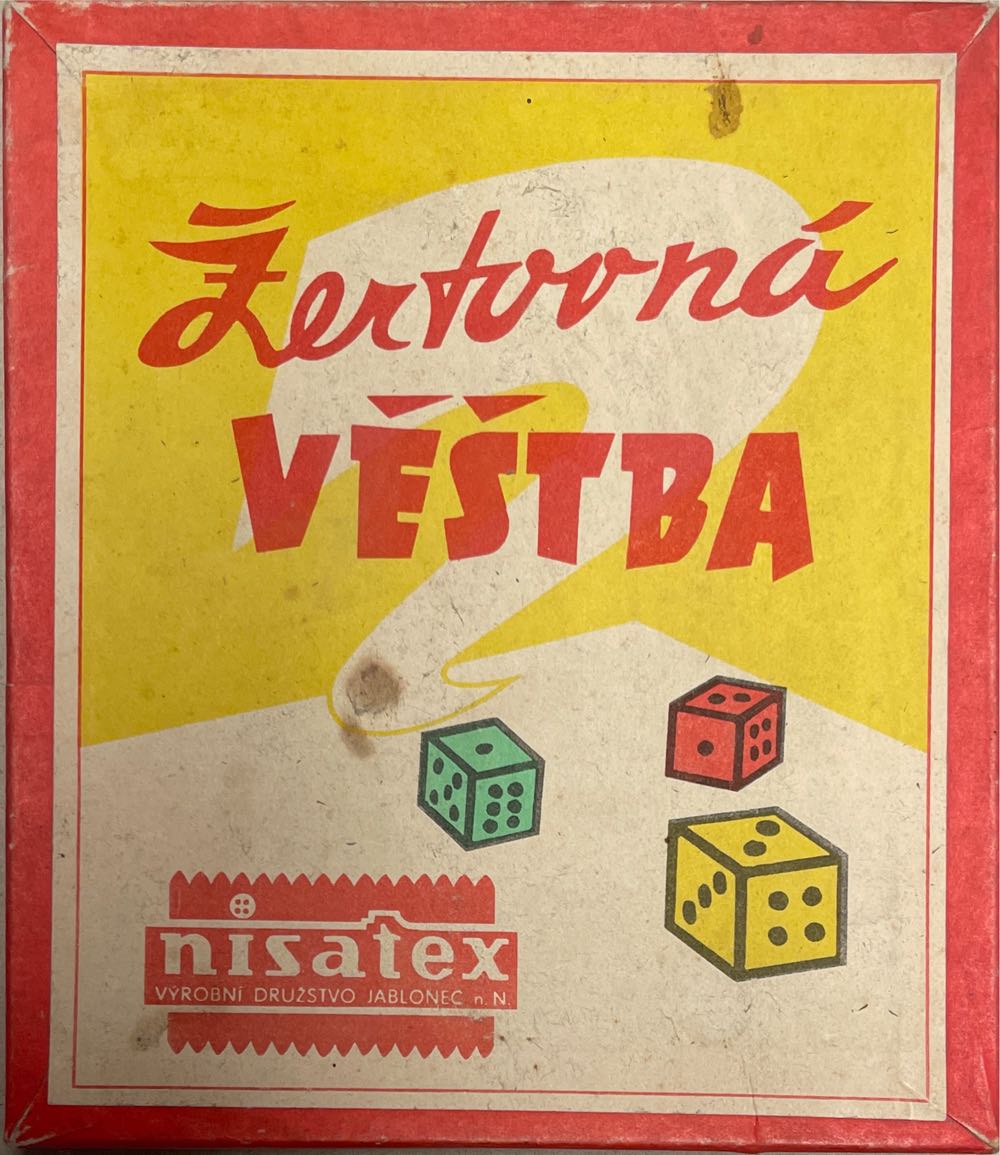 Žertovná
VĚŠTBA
nisatex
VÝROBNÍ DRUŽSTVO JABLONEC n. N.